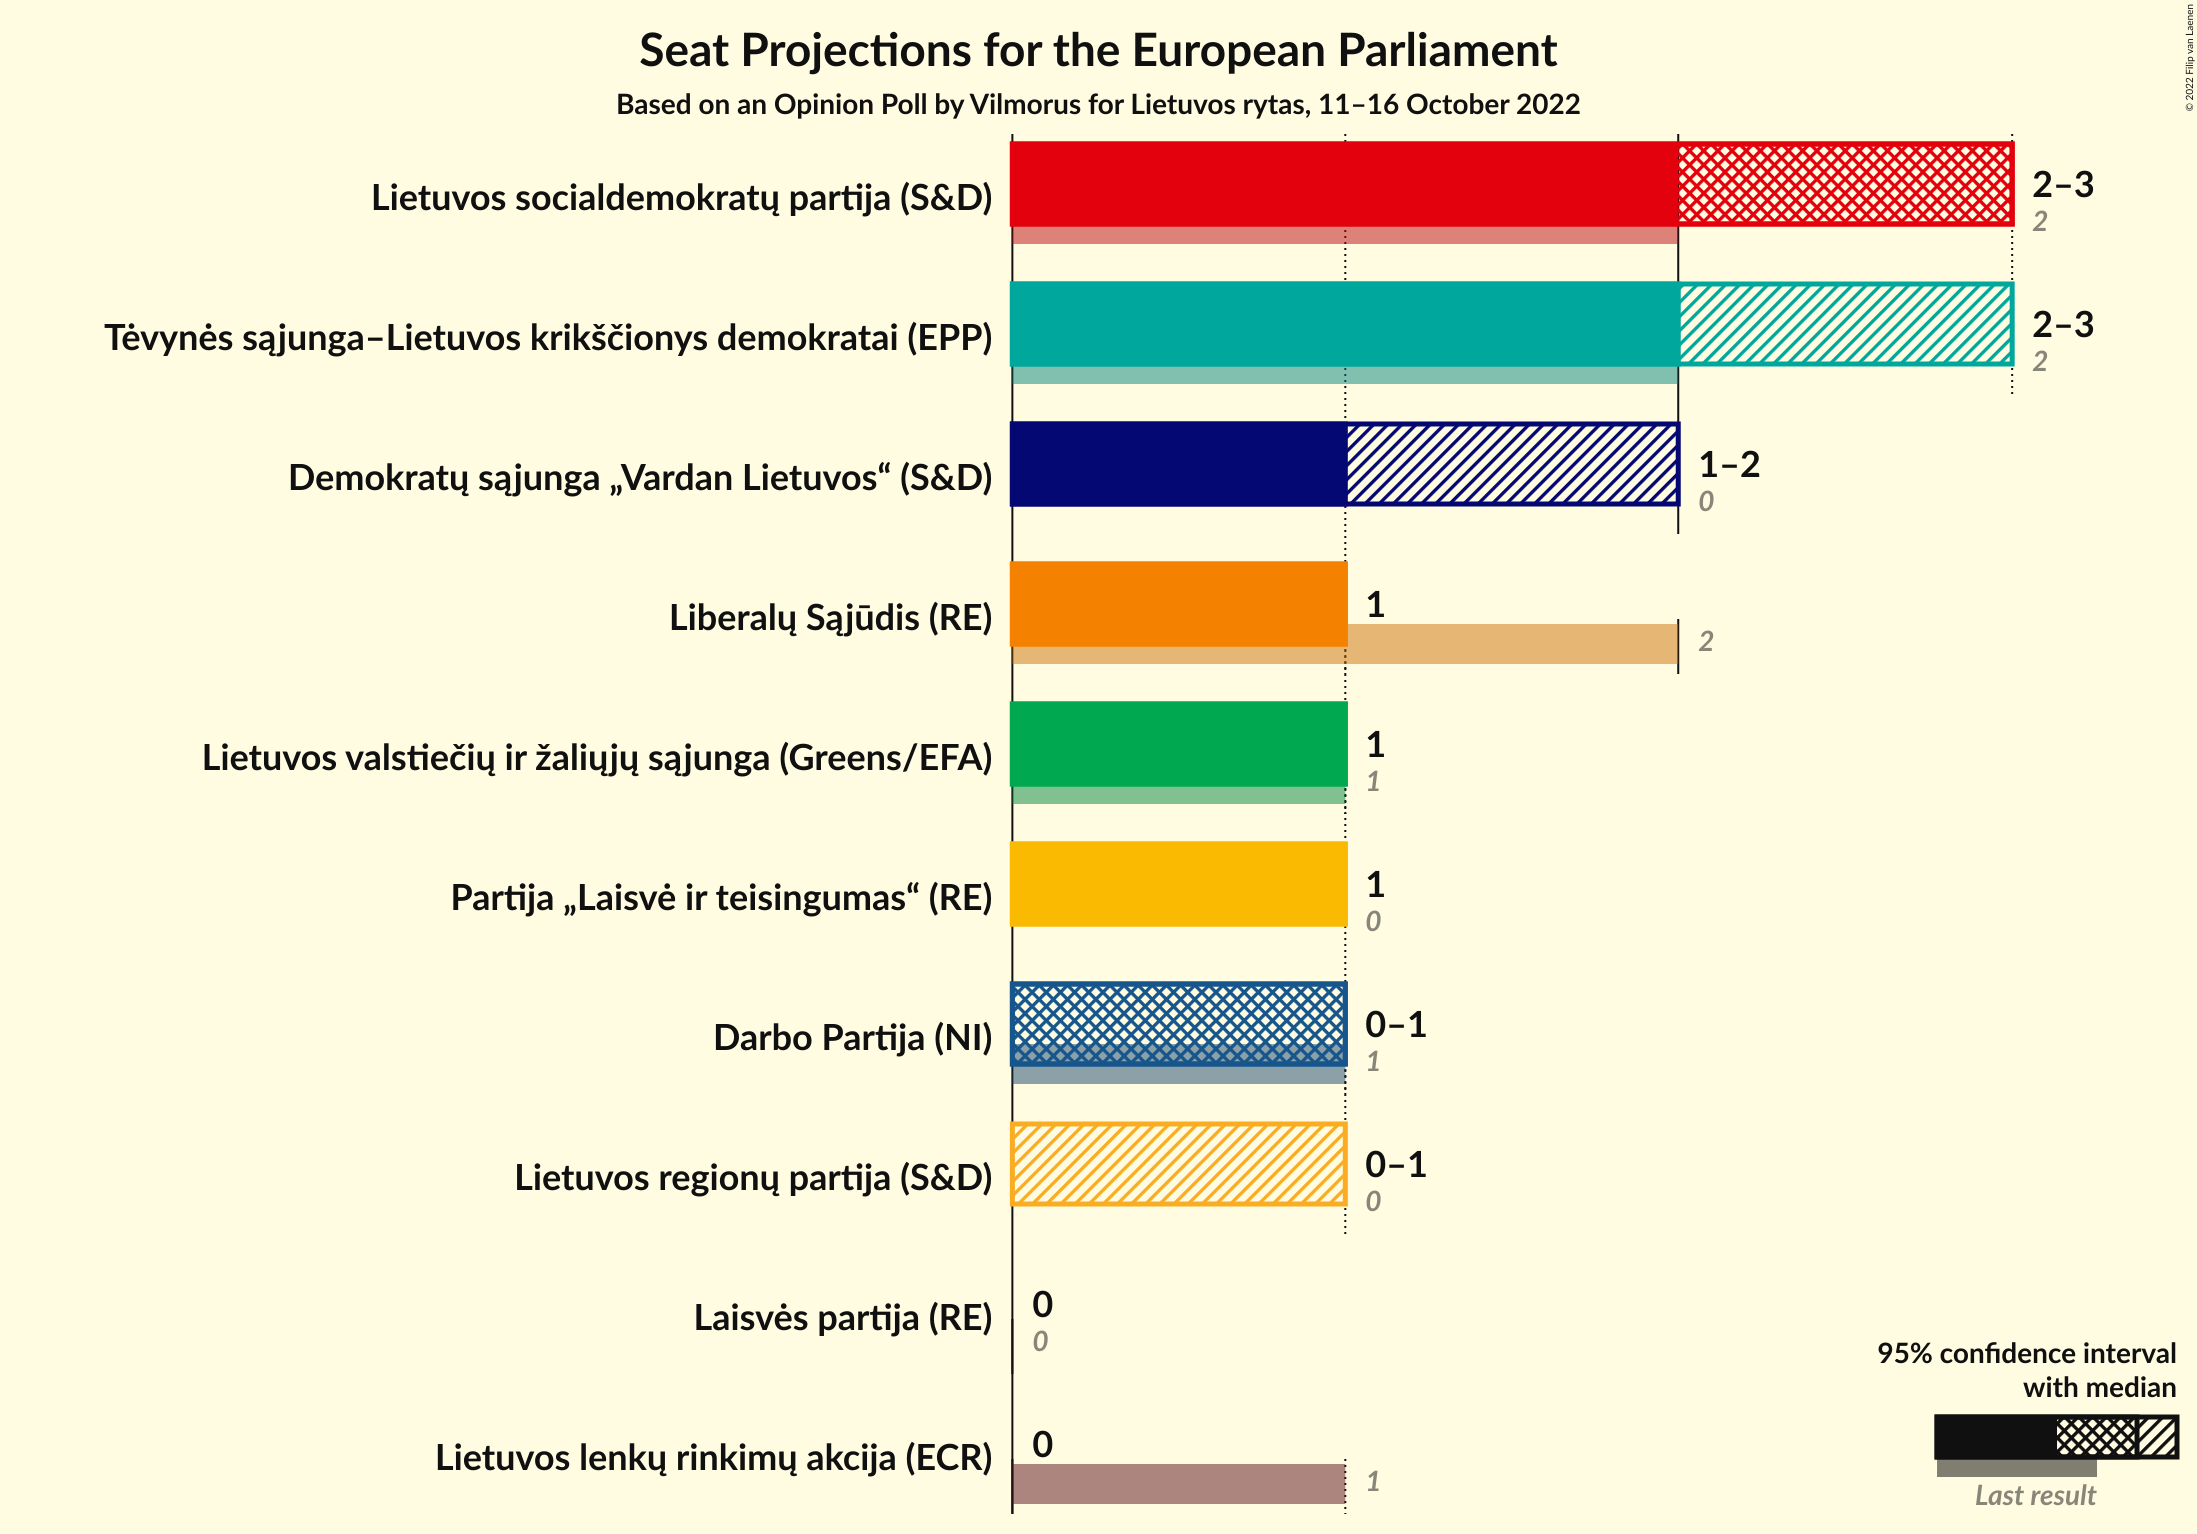 Seat Projections for the European Parliament
Based on an Opinion Poll by Vilmorus for Lietuvos rytas, 11–16 October 2022
© 2022 Filip van Laenen
Lietuvos socialdemokratų partija (S&D)
2–3
2
Tėvynės sąjunga–Lietuvos krikščionys demokratai (EPP)
2–3
2
Demokratų sąjunga „Vardan Lietuvos“ (S&D)
1–2
0
Liberalų Sąjūdis (RE)
1
2
Lietuvos valstiečių ir žaliųjų sąjunga (Greens/EFA)
1
1
Partija „Laisvė ir teisingumas“ (RE)
1
0
Darbo Partija (NI)
0–1
1
Lietuvos regionų partija (S&D)
0–1
0
Laisvės partija (RE)
0
0
Lietuvos lenkų rinkimų akcija (ECR)
0
1
95% confidence interval
with median
Last result